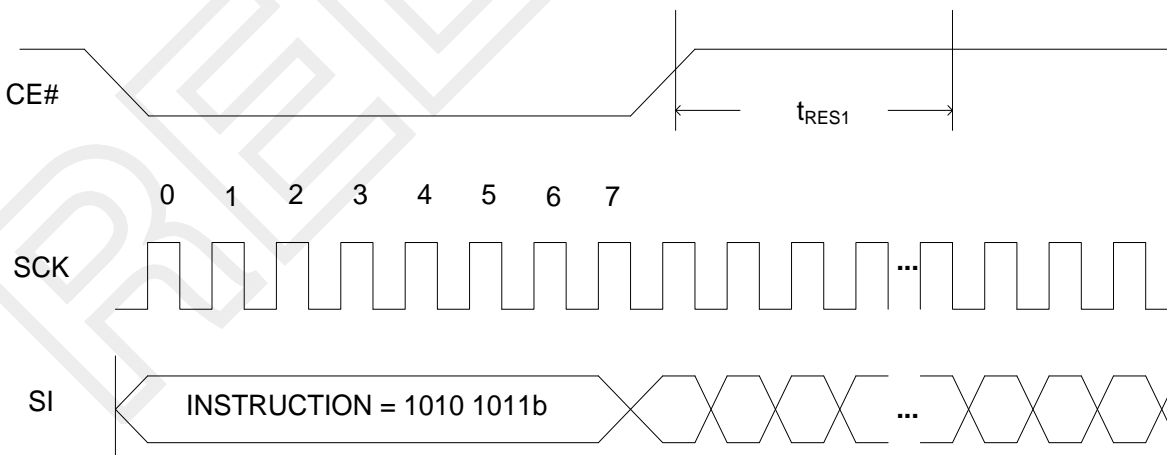 CE#
tRES1
0 1 2 3 4 5 6 7
SCK
...
SI
INSTRUCTION = 1010 1011b
...